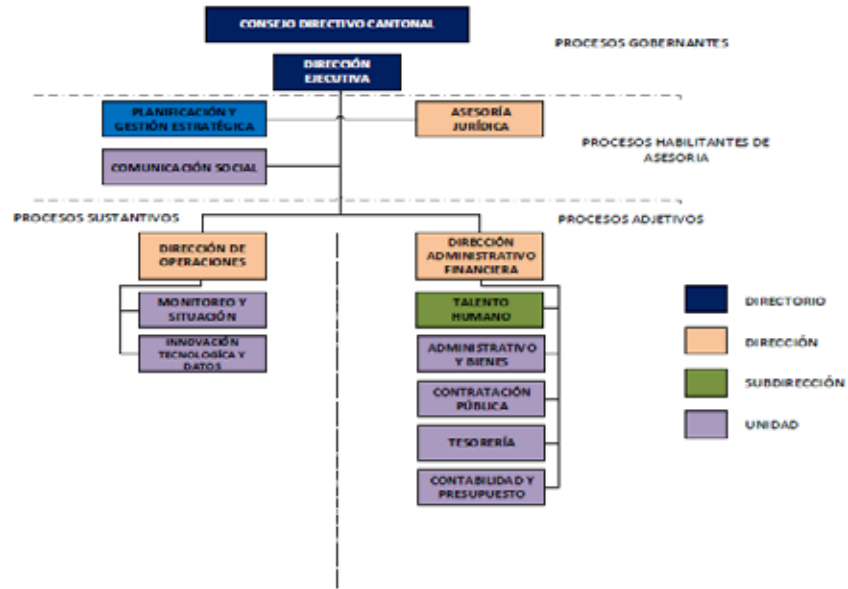 CONSEJO DIRECTIVO CANTONAL
PROCESOS GOBERNANTES
DIRECCIÓN
EJECUTIVA
PLANIFICACIÓN Y
GESTIÓN ESTRATÉGICA
ASESORÍA
JURÍDICA
PROCESOS HABILITANTES DE
ASESORIA
COMUNICACIÓN SOCIAL
PROCESOS SUSTANTIVOS
PROCESOS ADJETIVOS
DIRECCIÓN DE
OPERACIONES
DIRECCIÓN
ADMINISTRATIVO
FINANCIERA
MONITOREO Y
SITUACIÓN
TALENTO
HUMANO
INNOVACIÓN
TECNOLOGÍCA Y
DATOS
ADMINISTRATIVO
Y BIENES
CONTRATACIÓN
PÚBLICA
TESORERÍA
CONTABILIDAD Y
PRESUPUESTO
DIRECTORIO
DIRECCIÓN
SUBDIRECCIÓN
UNIDAD